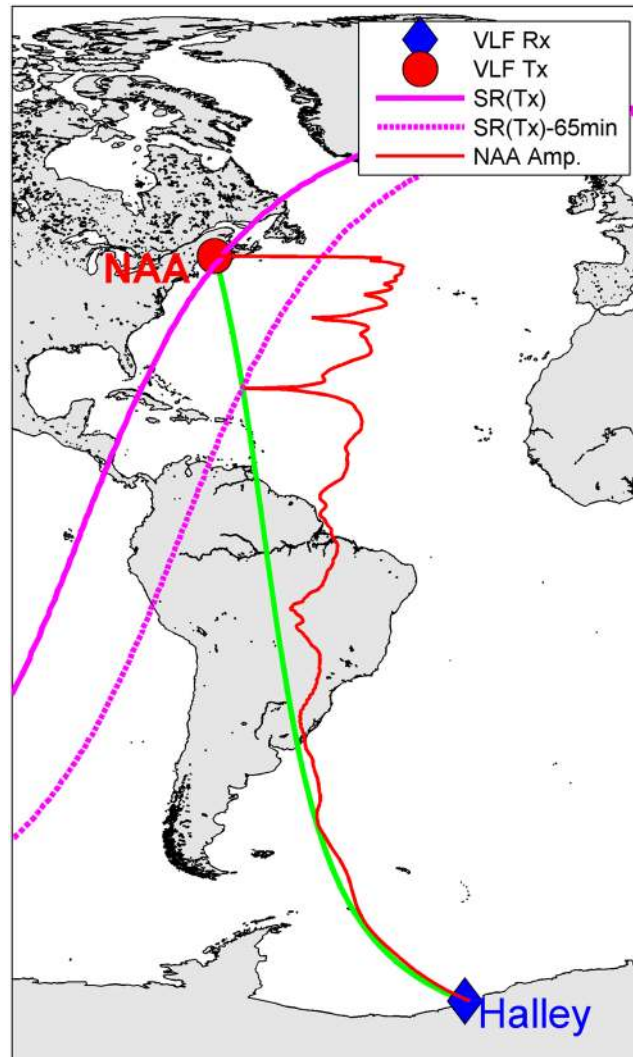 VLF Rx
VLF Tx
SR(Tx)
SR(Tx)-65min
NAA Amp.
NAA
Halley